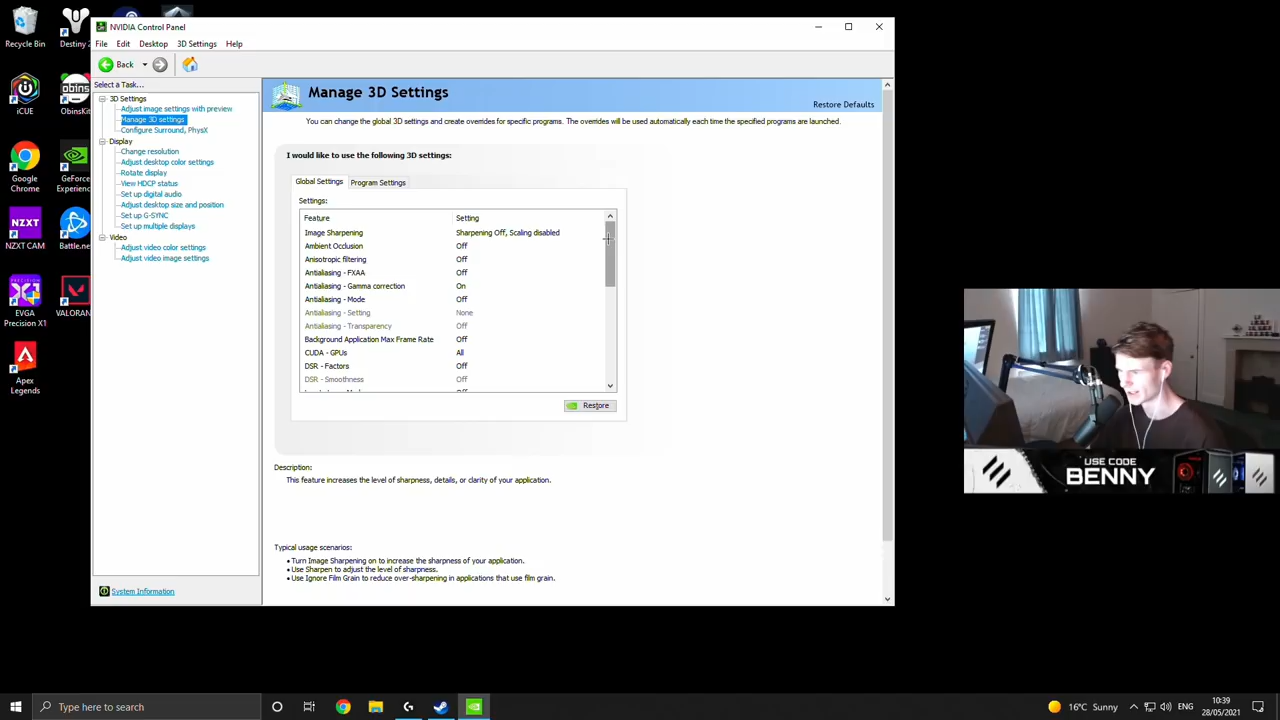 Recycle Bin
Destiny 2
iCUE
ObinsKit
Google Chrome
GeForce Experience
NZXT CAM
Battle.net
EVGA Precision X1
VALORAN
Apex Legends
NVIDIA Control Panel
File Edit Desktop 3D Settings Help
Back
Select a Task...
3D Settings
Adjust image settings with preview
Manage 3D settings
Configure Surround, PhysX
Display
Change resolution
Adjust desktop color settings
Rotate display
View HDCP status
Set up digital audio
Adjust desktop size and position
Set up G-SYNC
Set up multiple displays
Video
Adjust video color settings
Adjust video image settings
System Information
Manage 3D Settings
Restore Defaults
You can change the global 3D settings and create overrides for specific programs. The overrides will be used automatically each time the specified programs are launched.
I would like to use the following 3D settings:
Global Settings Program Settings
Settings:
Feature Setting
Image Sharpening Sharpening Off, Scaling disabled
Ambient Occlusion Off
Anisotropic filtering Off
Antialiasing - FXAA Off
Antialiasing - Gamma correction On
Antialiasing - Mode Off
Antialiasing - Setting None
Antialiasing - Transparency Off
Background Application Max Frame Rate Off
CUDA - GPUs All
DSR - Factors Off
DSR - Smoothness Off
Restore
Description:
This feature increases the level of sharpness, details, or clarity of your application.
Typical usage scenarios:
• Turn Image Sharpening on to increase the sharpness of your application.
• Use Sharpen to adjust the level of sharpness.
• Use Ignore Film Grain to reduce over-sharpening in applications that use film grain.
USE CODE
BENNY
Type here to search
16°C Sunny
ENG
10:39
28/05/2021